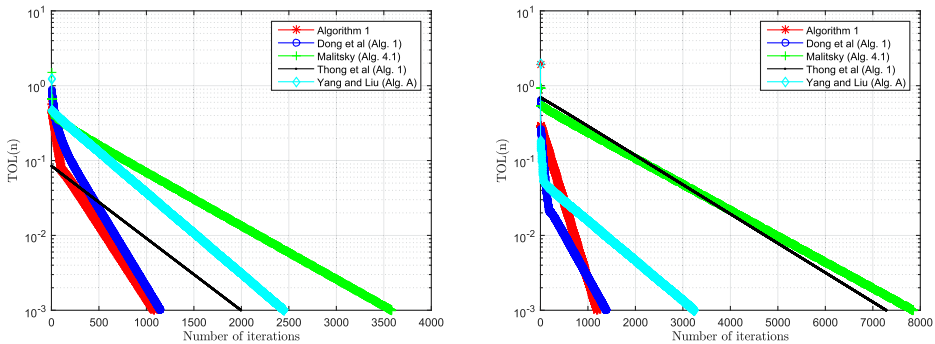 10^1
10^0
10^-1
10^-2
10^-3
TOL(n)
0 500 1000 1500 2000 2500 3000 3500 4000
Number of iterations
Algorithm 1
Dong et al (Alg. 1)
Malitsky (Alg. 4.1)
Thong et al (Alg. 1)
Yang and Liu (Alg. A)
10^1
10^0
10^-1
10^-2
10^-3
TOL(n)
0 1000 2000 3000 4000 5000 6000 7000 8000
Number of iterations
Algorithm 1
Dong et al (Alg. 1)
Malitsky (Alg. 4.1)
Thong et al (Alg. 1)
Yang and Liu (Alg. A)